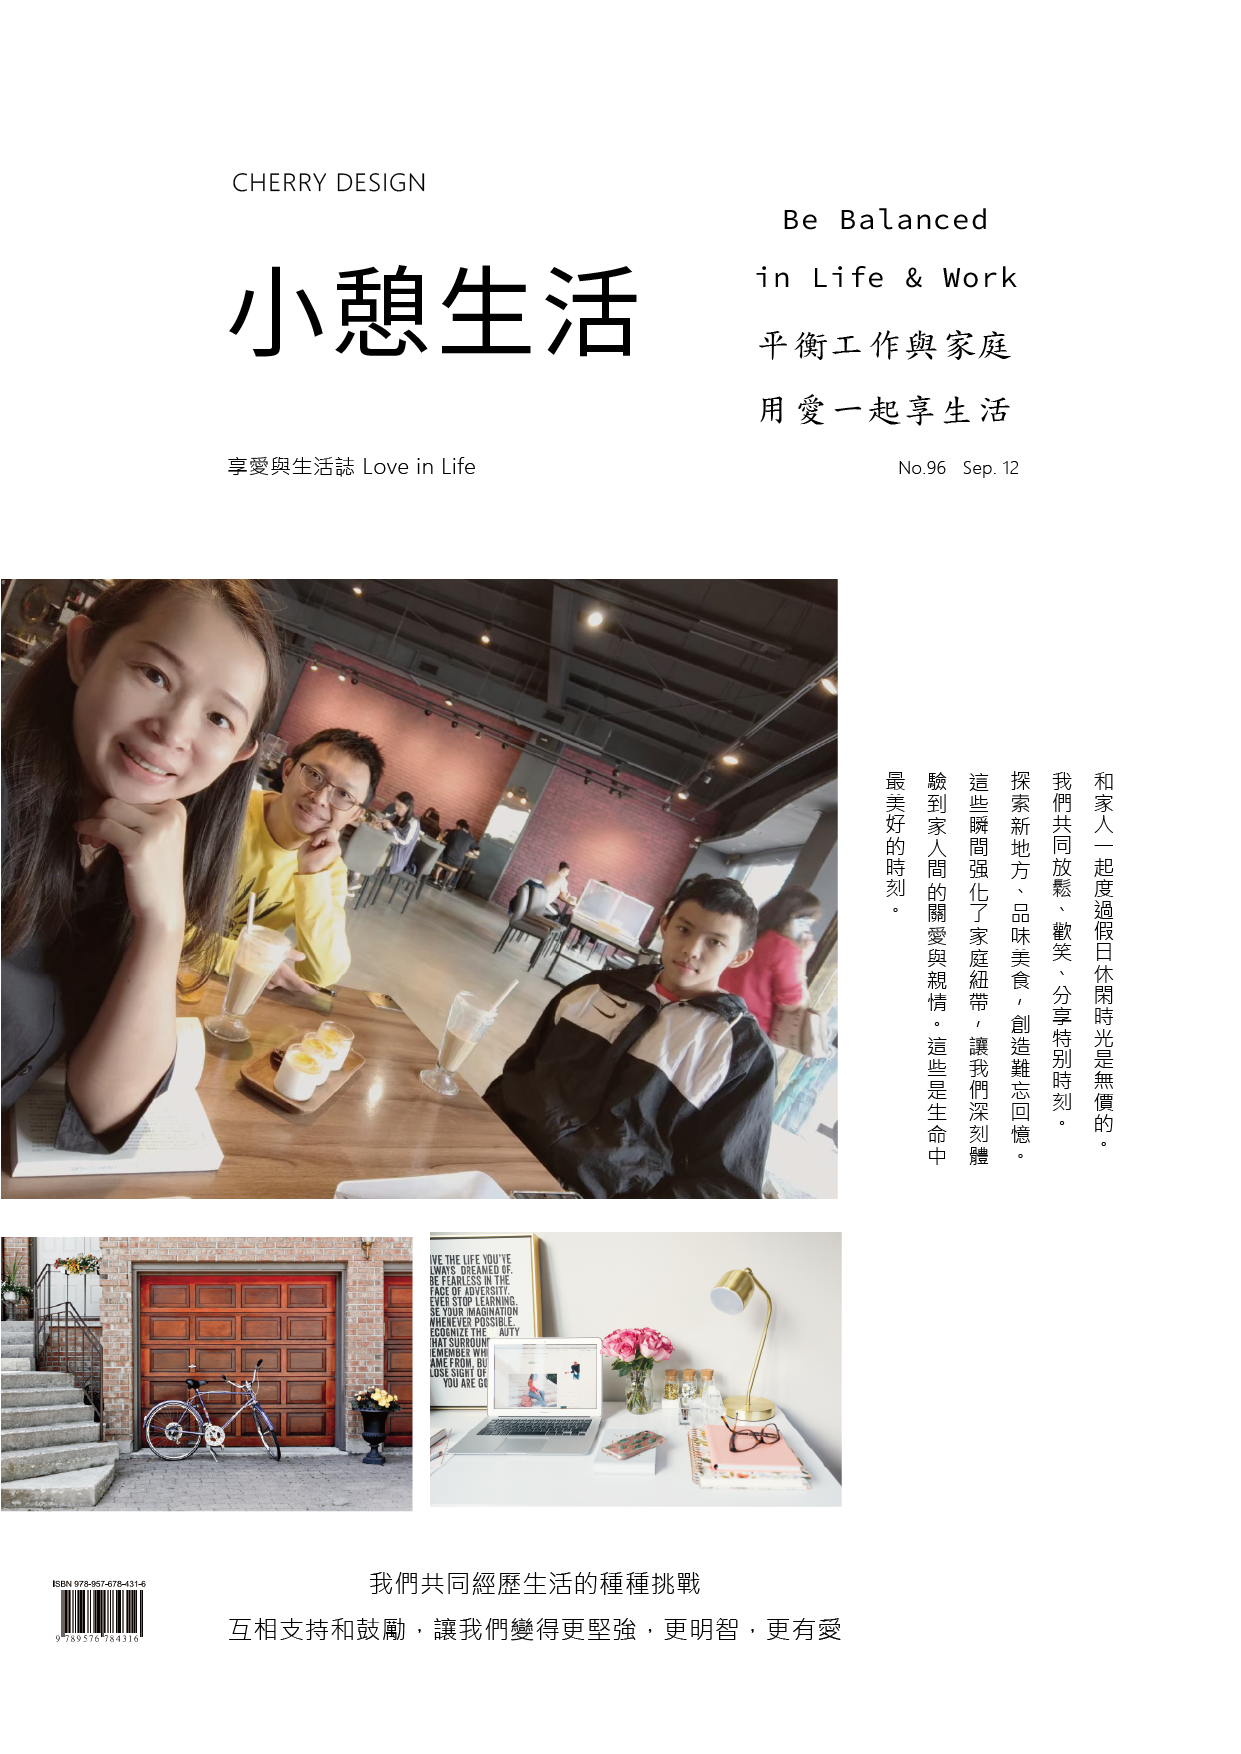 CHERRY DESIGN
小憩生活
享愛與生活誌 Love in Life
Be Balanced
in Life & Work
平衡工作與家庭
用愛一起享生活
No.96 Sep. 12
和家人一起度過假日休閑時光是無價的。
我們共同放鬆、歡笑、分享特別時刻。
探索新地方、品味美食，創造難忘回憶。
這些瞬間强化了家庭紐帶，讓我們深刻體
驗到家人間的關愛與親情。這些是生命中
最美好的時刻。
IVE THE LIFE YOU'VE
LWAYS DREAMED OF.
BE FEARLESS IN THE
FACE OF ADVERSITY.
EVER STOP LEARNING.
SE YOUR IMAGINATION
WHENEVER POSSIBLE.
ECOGNIZE THE AUTY
HAT SURROUN
EMEMBER WH
AME FROM, BU
LOSE SIGHT OF
YOU ARE GO
我們共同經歷生活的種種挑戰
互相支持和鼓勵，讓我們變得更堅強，更明智，更有愛
ISBN 978-957-678-431-6
9 789576 784316